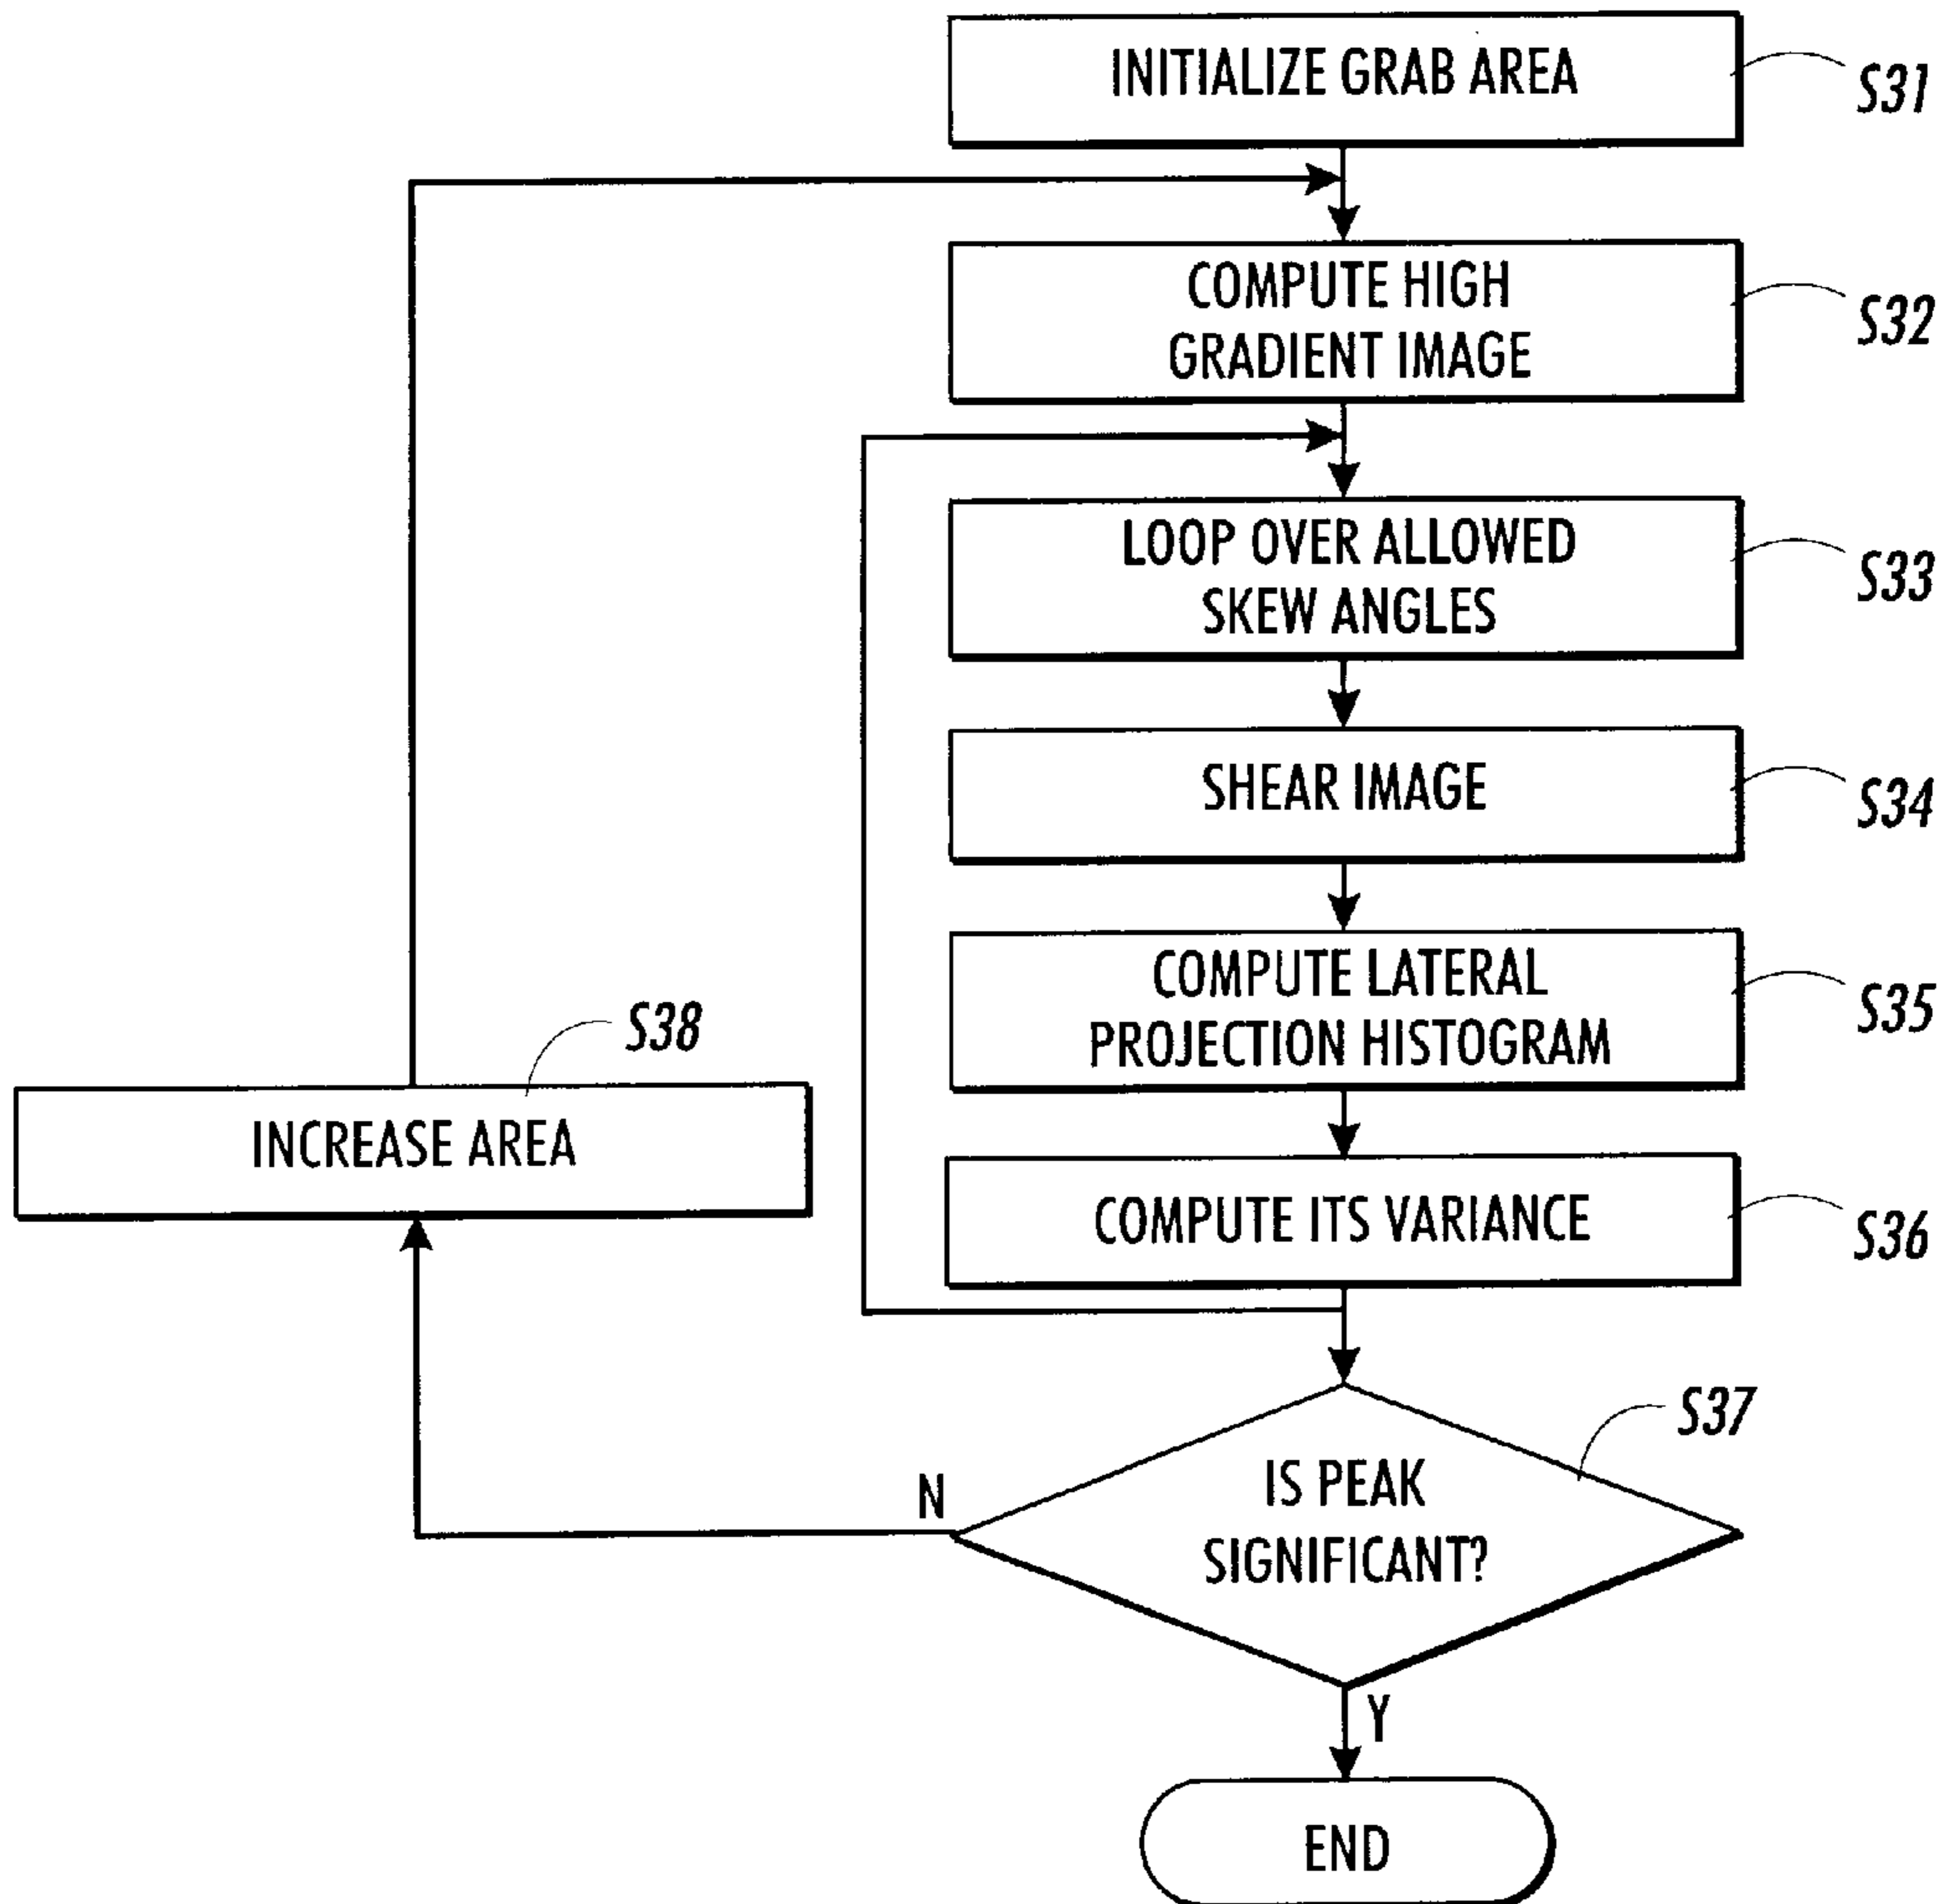 INITIALIZE GRAB AREA
S31
COMPUTE HIGH
GRADIENT IMAGE
S32
LOOP OVER ALLOWED
SKEW ANGLES
S33
SHEAR IMAGE
S34
COMPUTE LATERAL
PROJECTION HISTOGRAM
S35
S38
INCREASE AREA
COMPUTE ITS VARIANCE
S36
S37
IS PEAK
SIGNIFICANT?
N
Y
END